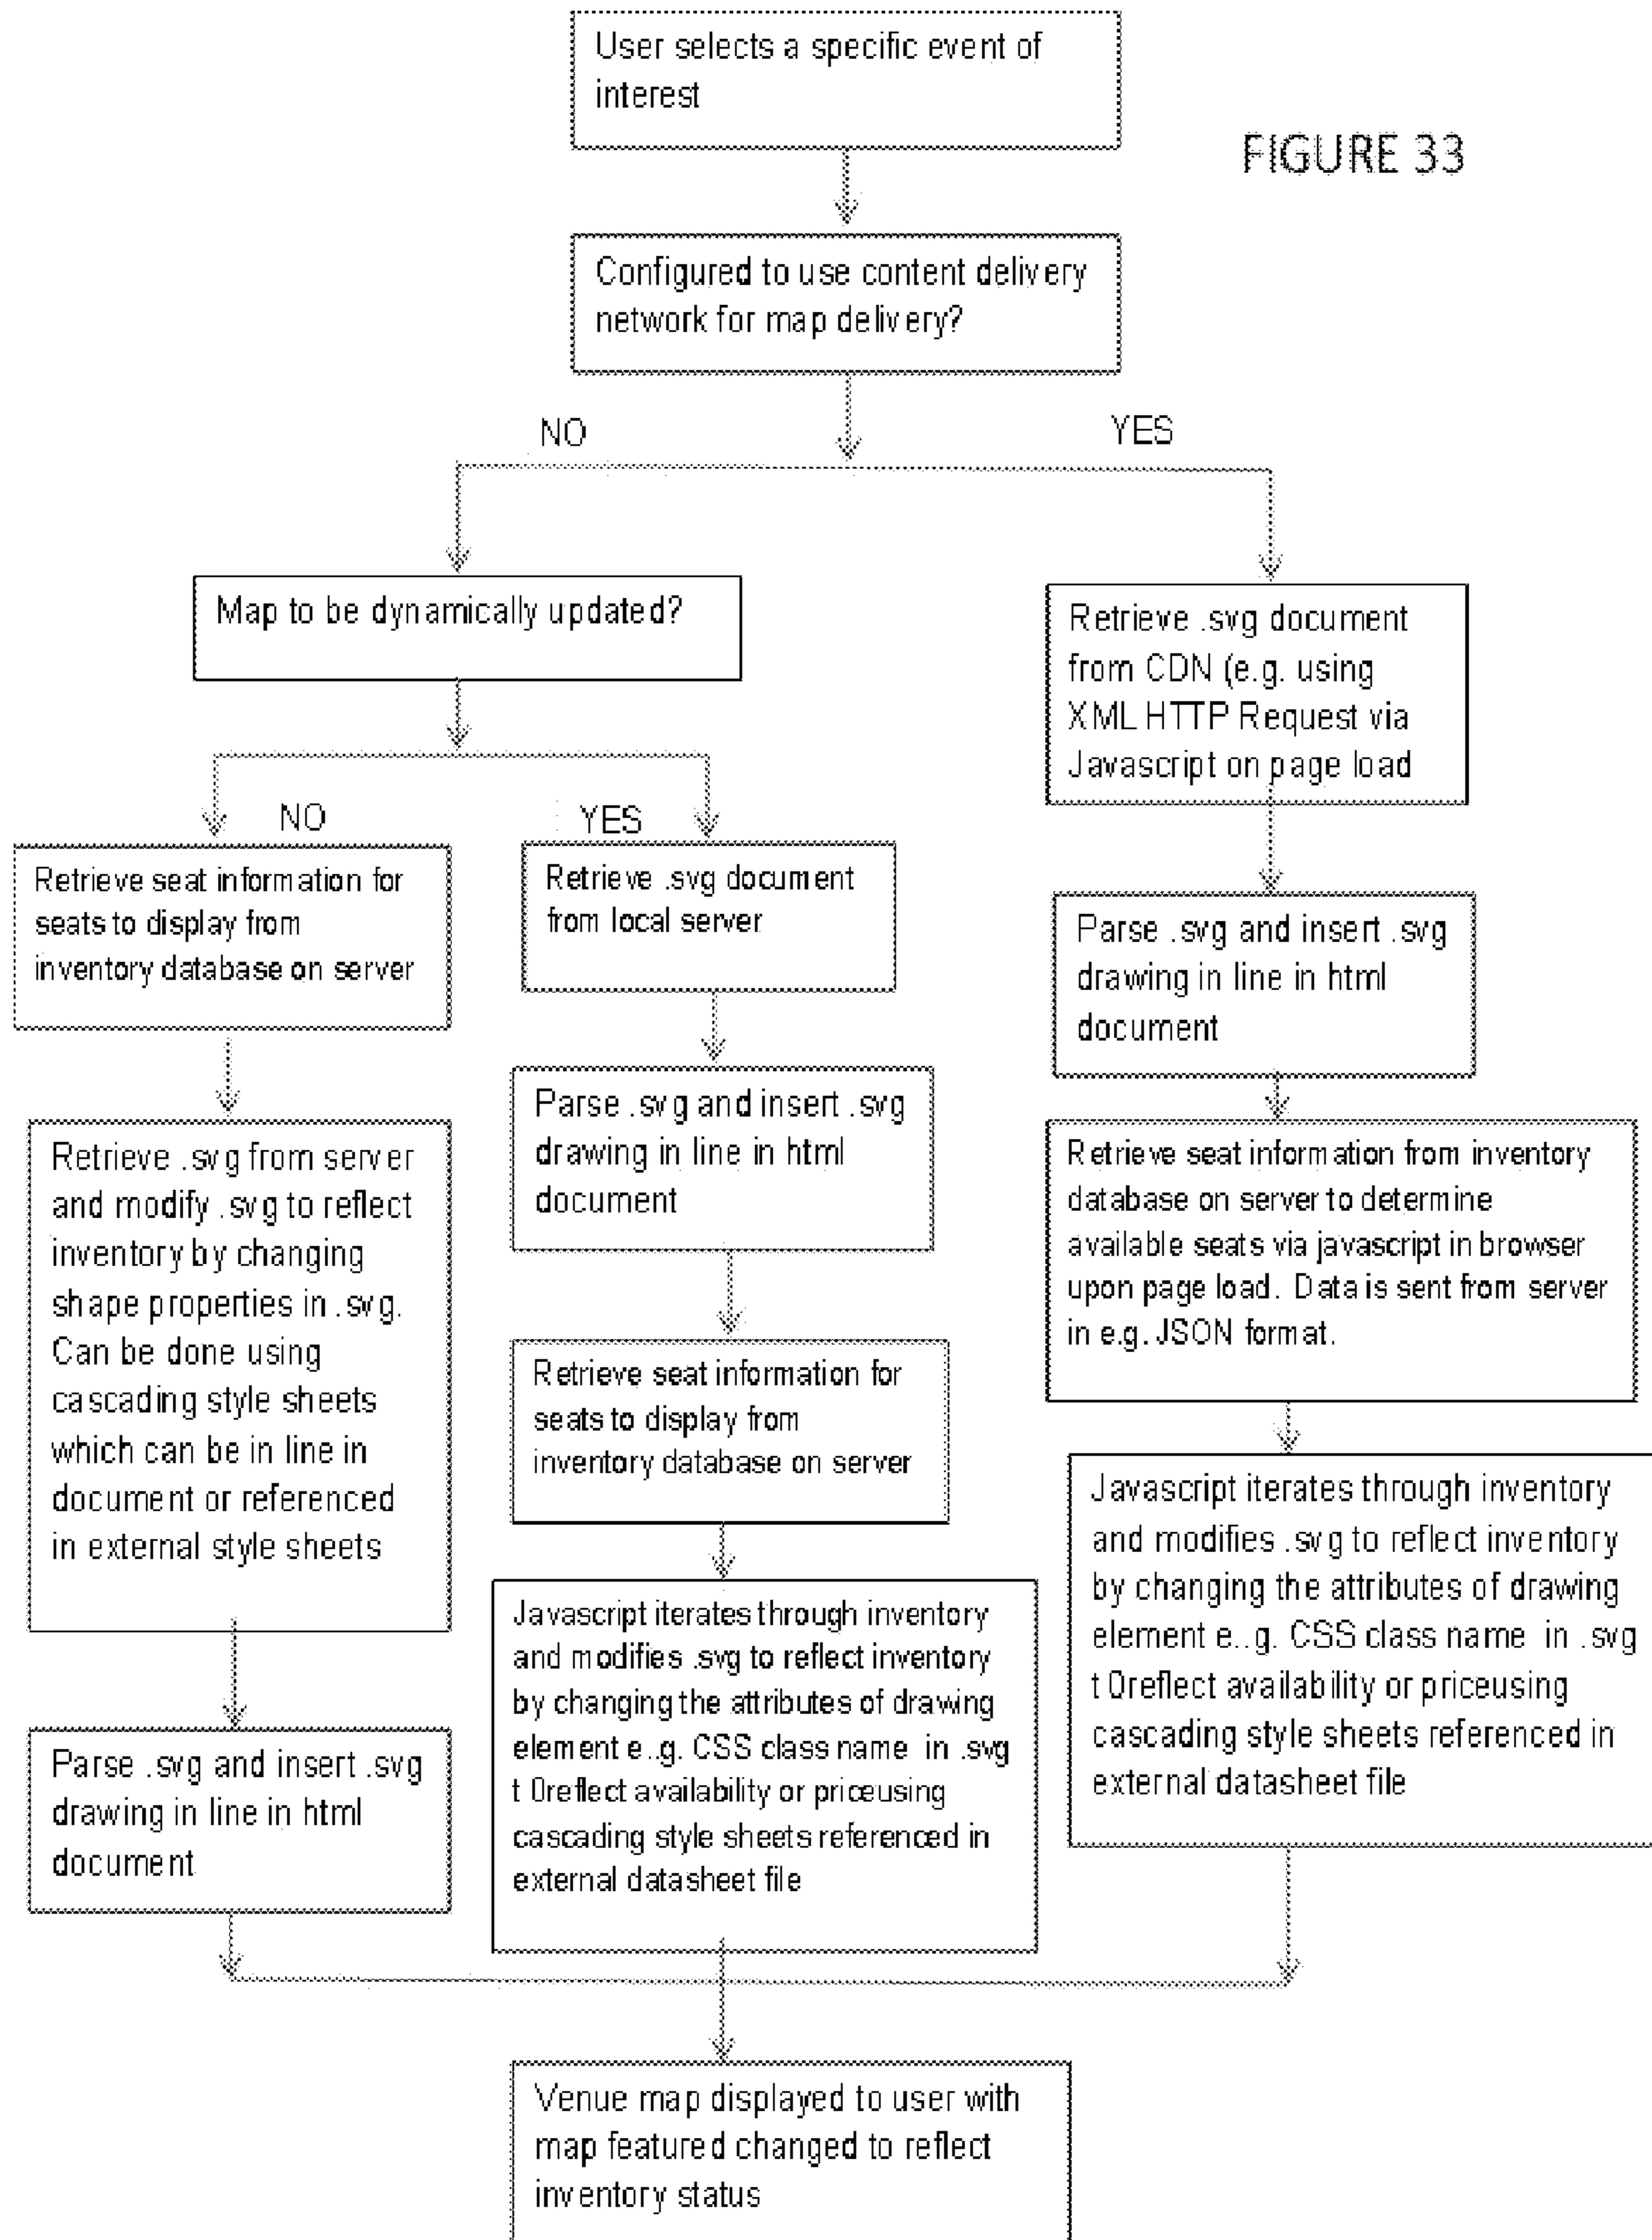 User selects a specific event of
interest
FIGURE 33
Configured to use content delivery
network for map delivery?
NO
YES
Map to be dynamically updated?
NO
YES
Retrieve seat information for
seats to display from
inventory database on server
Retrieve .svg from server
and modify .svg to reflect
inventory by changing
shape properties in .svg.
Can be done using
cascading style sheets
which can be in line in
document or referenced
in external style sheets
Parse .svg and insert .svg
drawing in line in html
document
Retrieve .svg document
from local server
Parse .svg and insert .svg
drawing in line in html
document
Retrieve seat information for
seats to display from
inventory database on server
Javascript iterates through inventory
and modifies .svg to reflect inventory
by changing the attributes of drawing
element e..g. CSS class name in .svg
t 0reflect availability or priceusing
cascading style sheets referenced in
external datasheet file
Retrieve .svg document
from CDN (e.g. using
XML HTTP Request via
Javascript on page load
Parse .svg and insert .svg
drawing in line in html
document
Retrieve seat information from inventory
database on server to determine
available seats via javascript in browser
upon page load. Data is sent from server
in e.g. JSON format.
Javascript iterates through inventory
and modifies .svg to reflect inventory
by changing the attributes of drawing
element e..g. CSS class name in .svg
t 0reflect availability or priceusing
cascading style sheets referenced in
external datasheet file
Venue map displayed to user with
map featured changed to reflect
inventory status